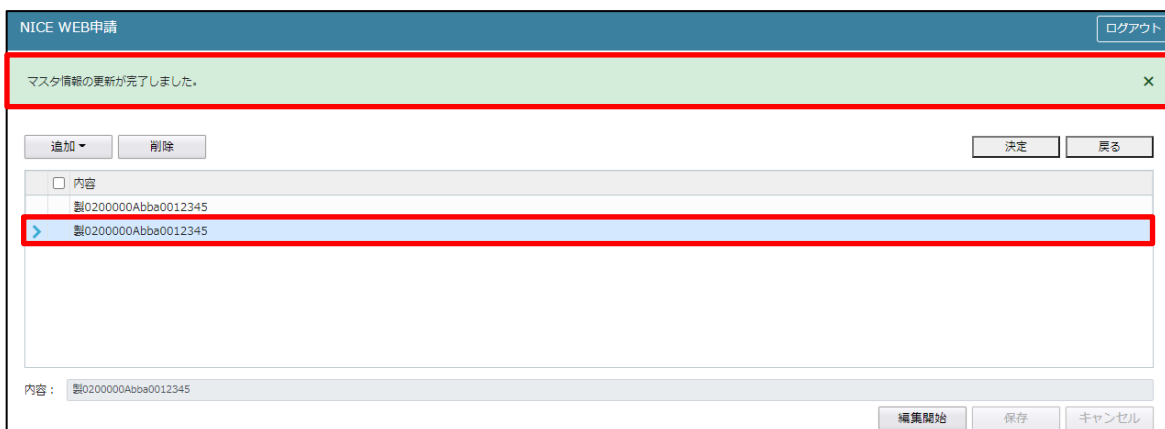 NICE WEB申請 ログアウト
マスタ情報の更新が完了しました。 ×
追加 削除 決定 戻る
内容
製0200000Abba0012345
製0200000Abba0012345
内容： 製0200000Abba0012345
編集開始 保存 キャンセル